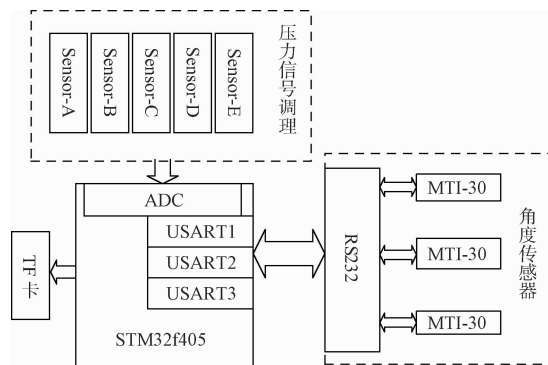 Sensor-A
Sensor-B
Sensor-C
Sensor-D
Sensor-E
压力信号调理
ADC
USART1
USART2
USART3
STM32f405
TF卡
RS232
MTI-30
MTI-30
MTI-30
角度传感器